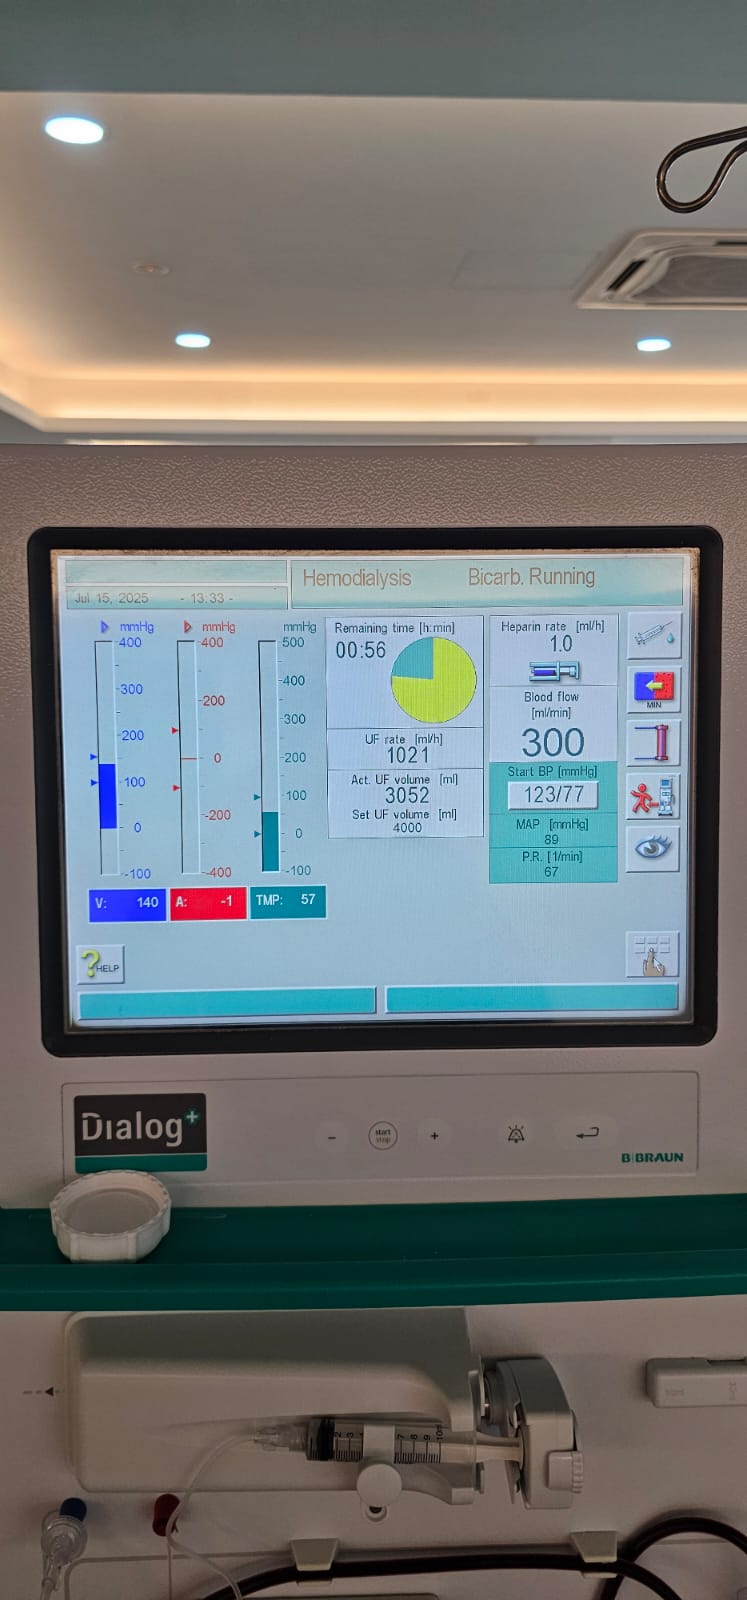 Hemodialysis Bicarb. Running
Jul 15, 2025 - 13:33 -
mmHg mmHg mmHg
400 400 500
300 200 400
200 0 300
100 -200 200
0 -400 100
-100 0
-100
V: 140 A: -1 TMP: 57
Remaining time [h:min]
00:56
UF rate [ml/h]
1021
Act. UF volume [ml]
3052
Set UF volume [ml]
4000
Heparin rate [ml/h]
1.0
Blood flow
[ml/min]
300
Start BP [mmHg]
123/77
MAP [mmHg]
89
P.R. [1/min]
67
MIN
? HELP
Dialog+
- start stop +
B|BRAUN